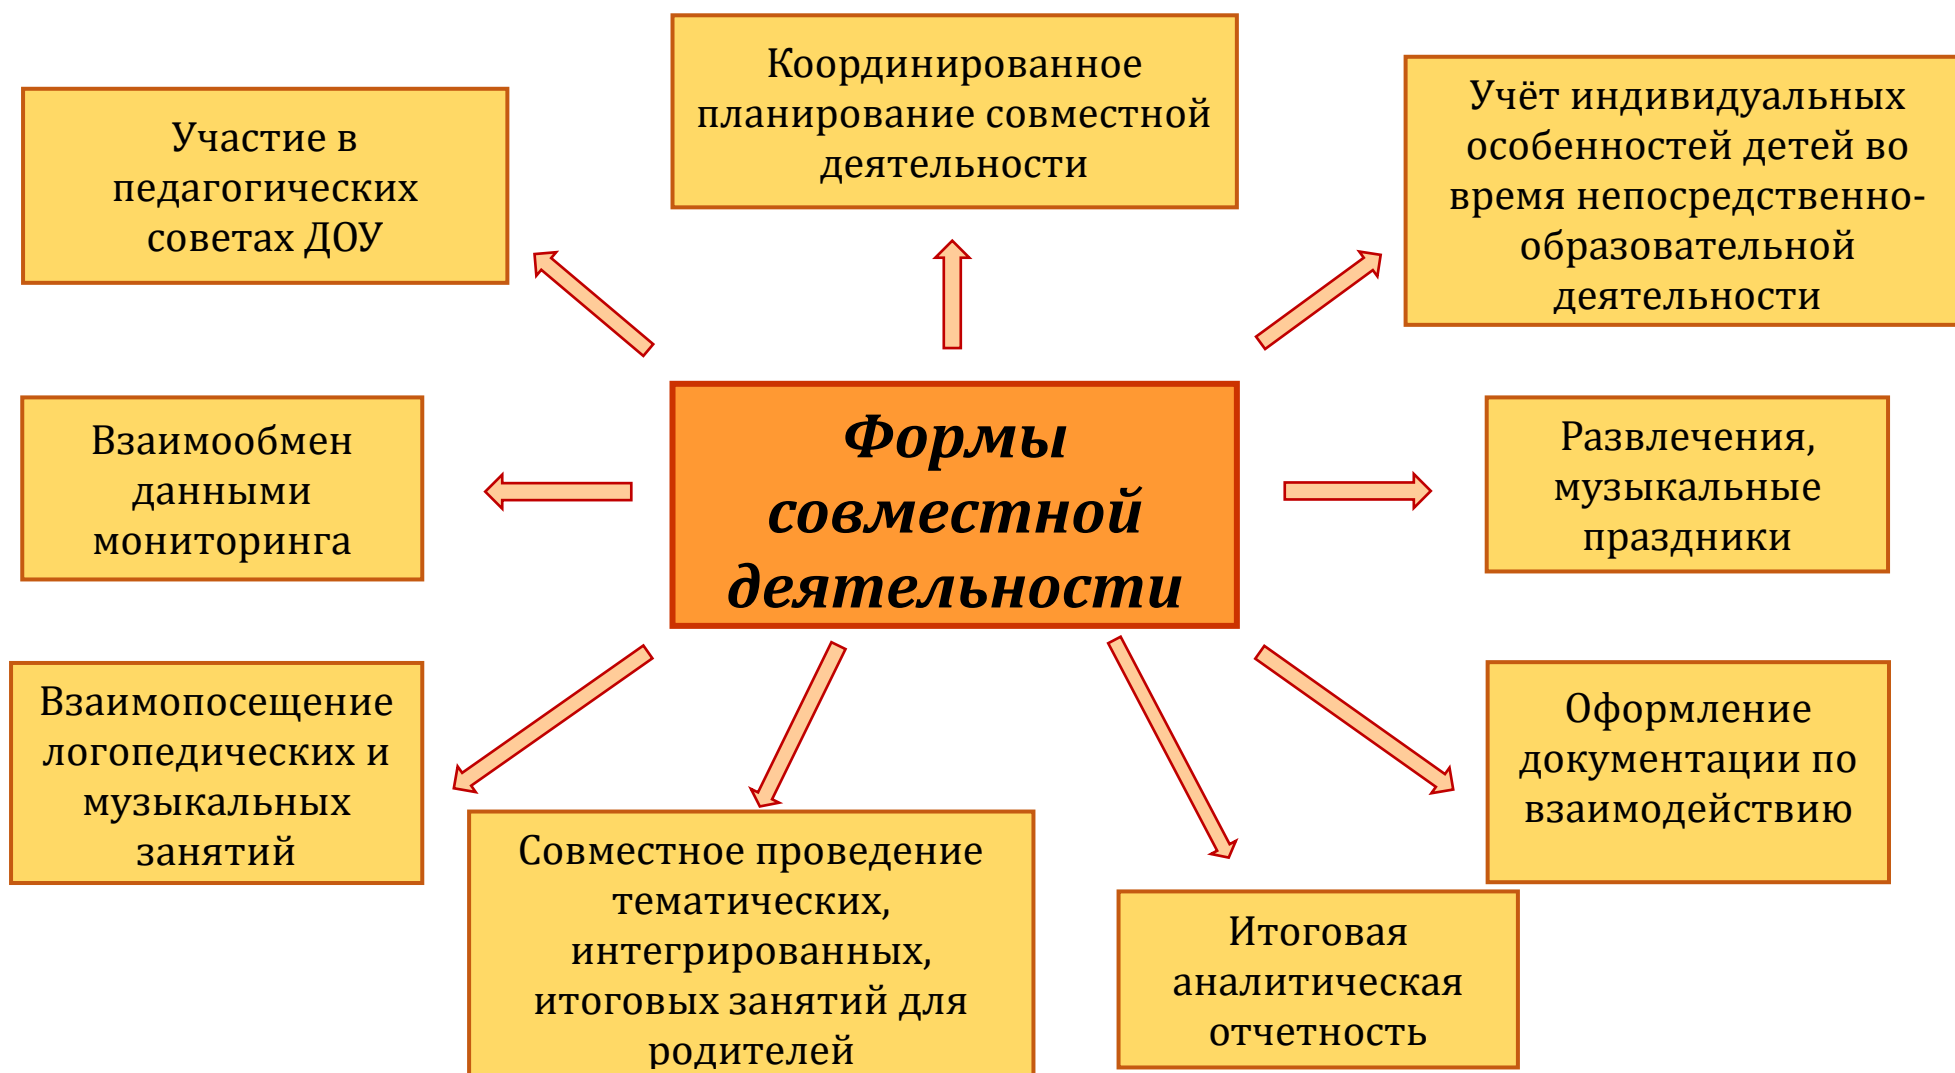 Координированное
планирование совместной
деятельности
Участие в
педагогических
советах ДОУ
Учёт индивидуальных
особенностей детей во
время непосредственно-
образовательной
деятельности
Формы
совместной
деятельности
Взаимообмен
данными
мониторинга
Развлечения,
музыкальные
праздники
Взаимопосещение
логопедических и
музыкальных
занятий
Оформление
документации по
взаимодействию
Совместное проведение
тематических,
интегрированных,
итоговых занятий для
родителей
Итоговая
аналитическая
отчетность